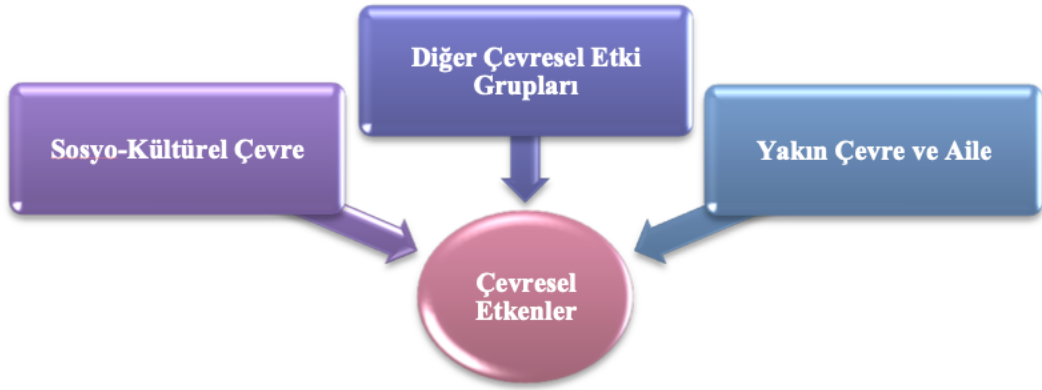 Diğer Çevresel Etki
Grupları
Sosyo-Kültürel Çevre
Yakın Çevre ve Aile
Çevresel
Etkenler